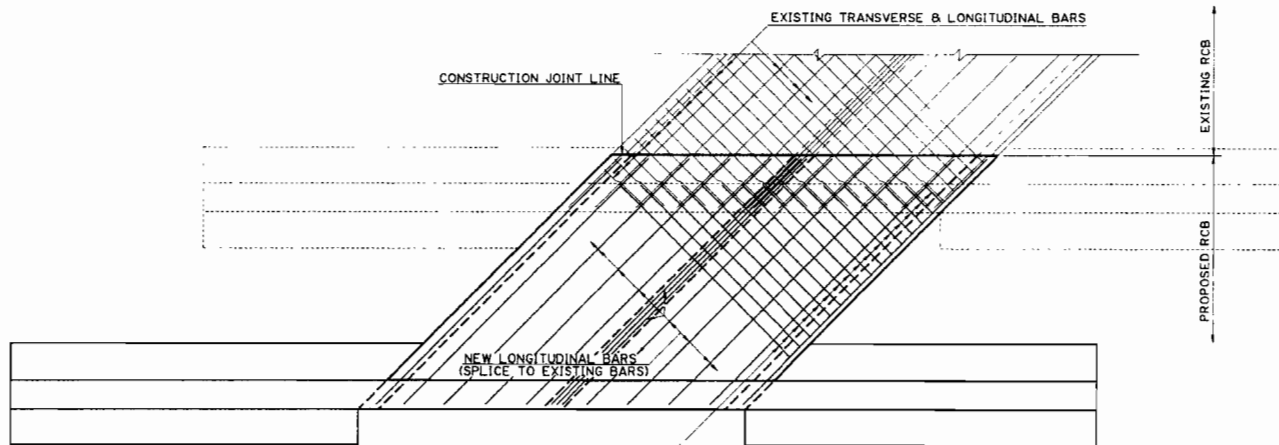 EXISTING TRANSVERSE & LONGITUDINAL BARS
CONSTRUCTION JOINT LINE
EXISTING RCB
PROPOSED RCB
NEW LONGITUDINAL BARS
(SPLICE TO EXISTING BARS)